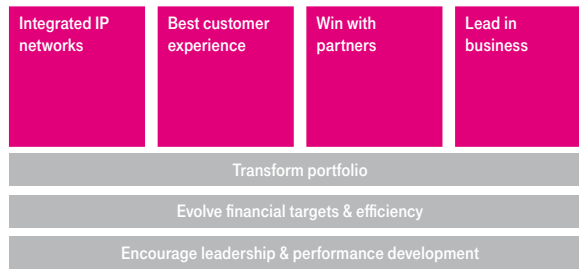 Integrated IP
networks
Best customer
experience
Win with
partners
Lead in
business
Transform portfolio
Evolve financial targets & efficiency
Encourage leadership & performance development